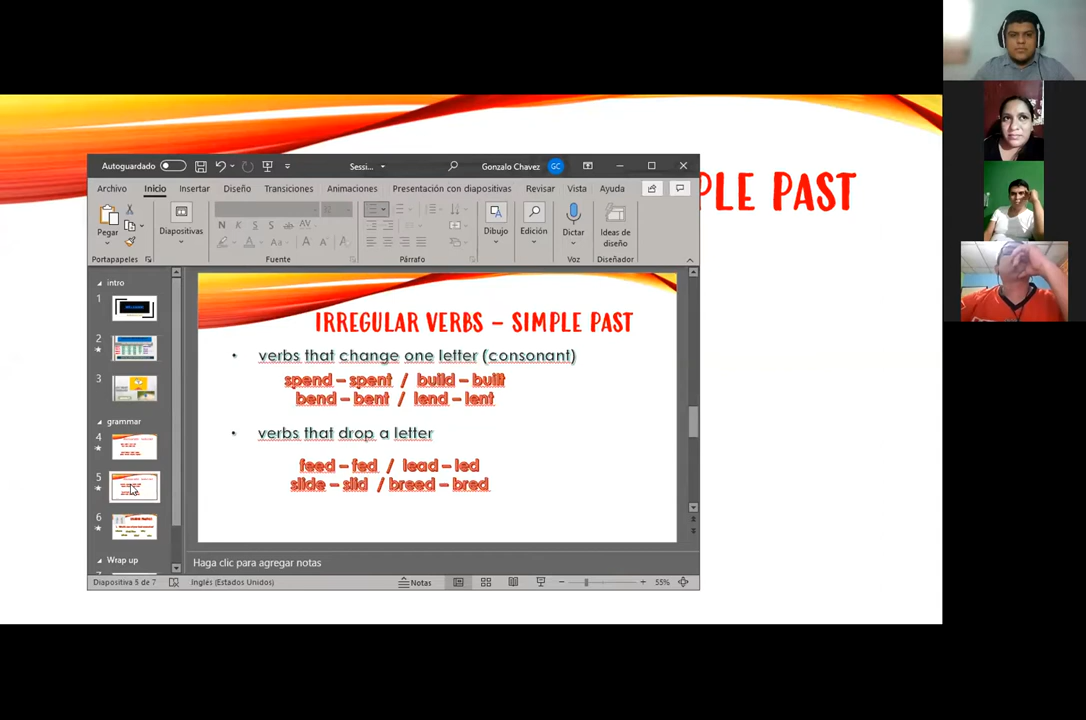 PLE PAST
Autoguardado
Sessi...
Gonzalo Chavez
GC
Archivo
Inicio
Insertar
Diseño
Transiciones
Animaciones
Presentación con diapositivas
Revisar
Vista
Ayuda
Pegar
Diapositivas
N
K
S
S
Aa
A
A
Dibujo
Edición
Dictar
Ideas de
diseño
Portapapeles
Fuente
Párrafo
Voz
Diseñador
intro
1
2
3
grammar
4
5
6
Wrap up
IRREGULAR VERBS – SIMPLE PAST
• verbs that change one letter (consonant)
spend – spent / build – built
bend – bent / lend – lent
• verbs that drop a letter
feed – fed / lead – led
slide – slid / breed – bred
Haga clic para agregar notas
Diapositiva 5 de 7
Inglés (Estados Unidos)
Notas
55%